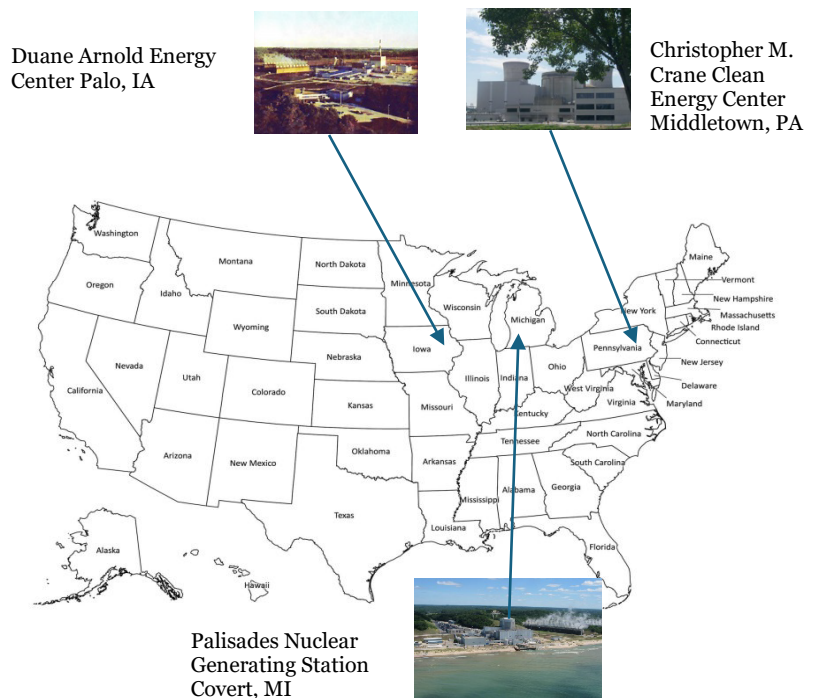 Duane Arnold Energy
Center Palo, IA
Christopher M.
Crane Clean
Energy Center
Middletown, PA
Washington
Montana
North Dakota
Minnesota
Maine
Oregon
Idaho
Wyoming
South Dakota
Wisconsin
Michigan
New York
Vermont
New Hampshire
Massachusetts
Rhode Island
Connecticut
Nevada
Utah
Colorado
Nebraska
Iowa
Illinois
Indiana
Ohio
Pennsylvania
New Jersey
Delaware
Maryland
California
Kansas
Missouri
Kentucky
West Virginia
Virginia
Arizona
New Mexico
Oklahoma
Arkansas
Tennessee
North Carolina
South Carolina
Texas
Louisiana
Mississippi
Alabama
Georgia
Florida
Alaska
Hawaii
Palisades Nuclear
Generating Station
Covert, MI